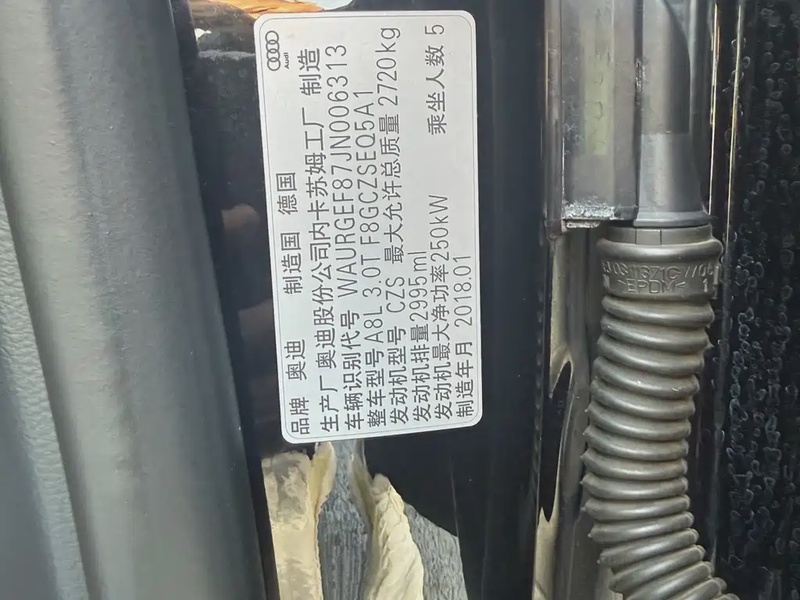 Audi
品牌 奥迪 制造国 德国
生产厂 奥迪股份公司内卡苏姆工厂 制造
车辆识别代号 WAURGEF87JN006313
整车型号 A8L 3.0T F8GCZSEQ5A1
发动机型号 CZS 最大允许总质量 2720kg
发动机排量 2995ml
发动机最大净功率 250kW 乘坐人数 5
制造年月 2018.01
>EPDM<
1